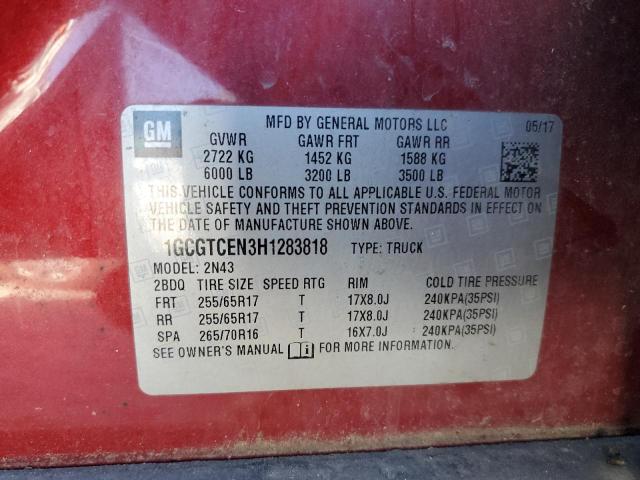 GM
MFD BY GENERAL MOTORS LLC 05/17
GVWR GAWR FRT GAWR RR
2722 KG 1452 KG 1588 KG
6000 LB 3200 LB 3500 LB
THIS VEHICLE CONFORMS TO ALL APPLICABLE U.S. FEDERAL MOTOR
VEHICLE SAFETY AND THEFT PREVENTION STANDARDS IN EFFECT ON
THE DATE OF MANUFACTURE SHOWN ABOVE.
1GCGTCEN3H1283818 TYPE: TRUCK
MODEL: 2N43
2BDQ TIRE SIZE SPEED RTG RIM COLD TIRE PRESSURE
FRT 255/65R17 T 17X8.0J 240KPA(35PSI)
RR 255/65R17 T 17X8.0J 240KPA(35PSI)
SPA 265/70R16 T 16X7.0J 240KPA(35PSI)
SEE OWNER'S MANUAL FOR MORE INFORMATION.